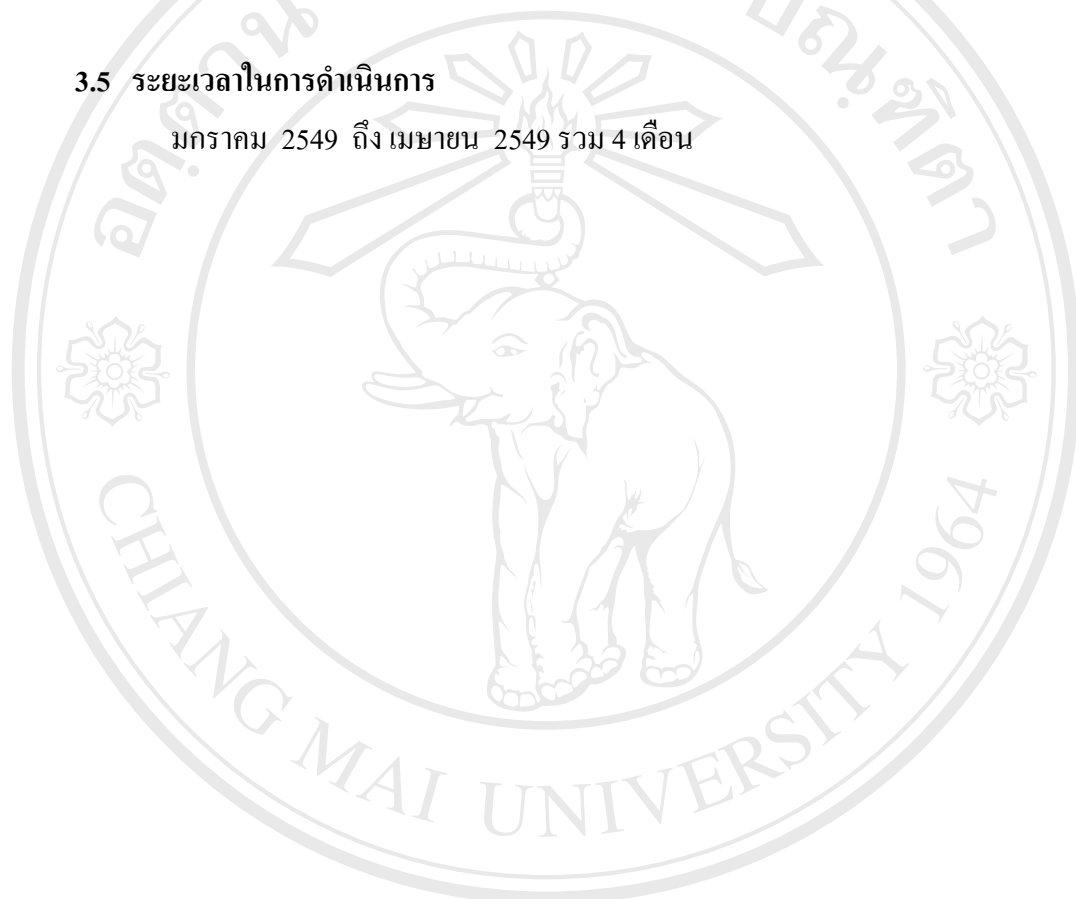 3.5 ระยะเวลาในการดำเนินการ
มกราคม 2549 ถึง เมษายน 2549 รวม 4 เดือน
CHIANG MAI UNIVERSITY 1964